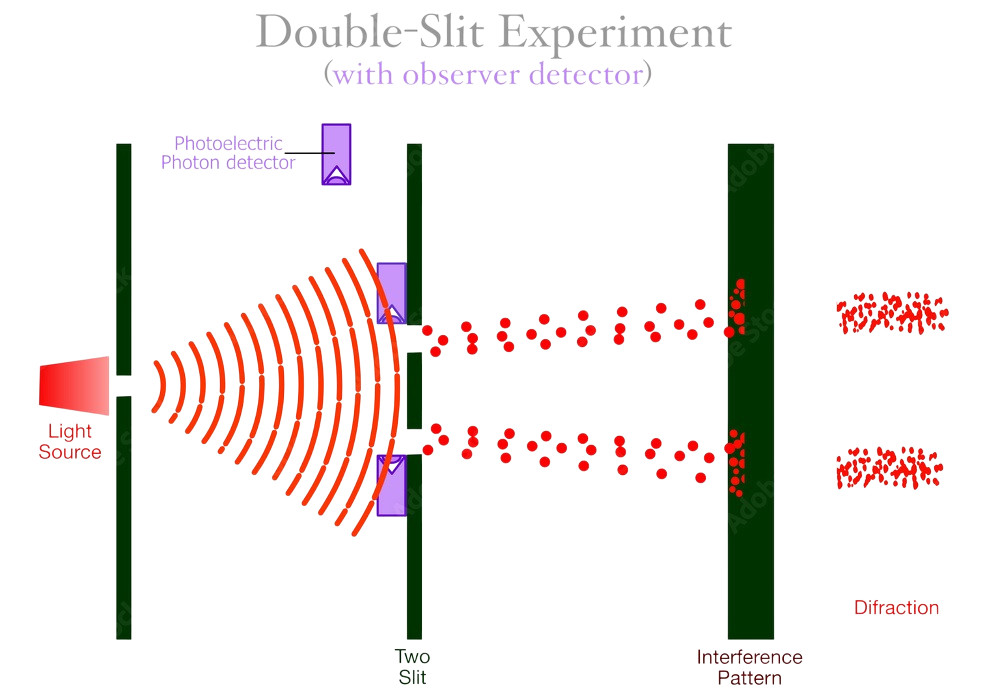 Double-Slit Experiment
(with observer detector)
Photoelectric
Photon detector
Light
Source
Two
Slit
Interference
Pattern
Difraction